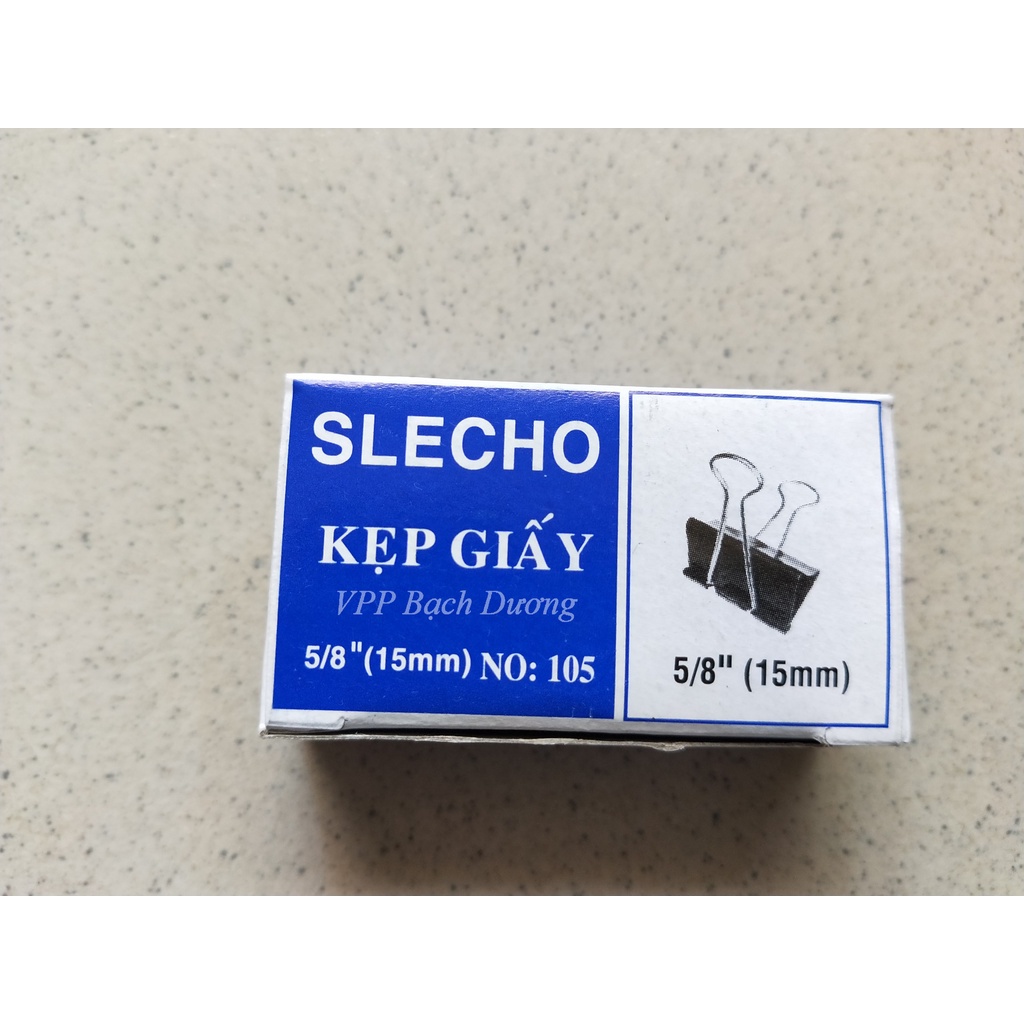 SLECHO
KẸP GIẤY
VPP Bạch Dương
5/8" (15mm) NO: 105
5/8" (15mm)